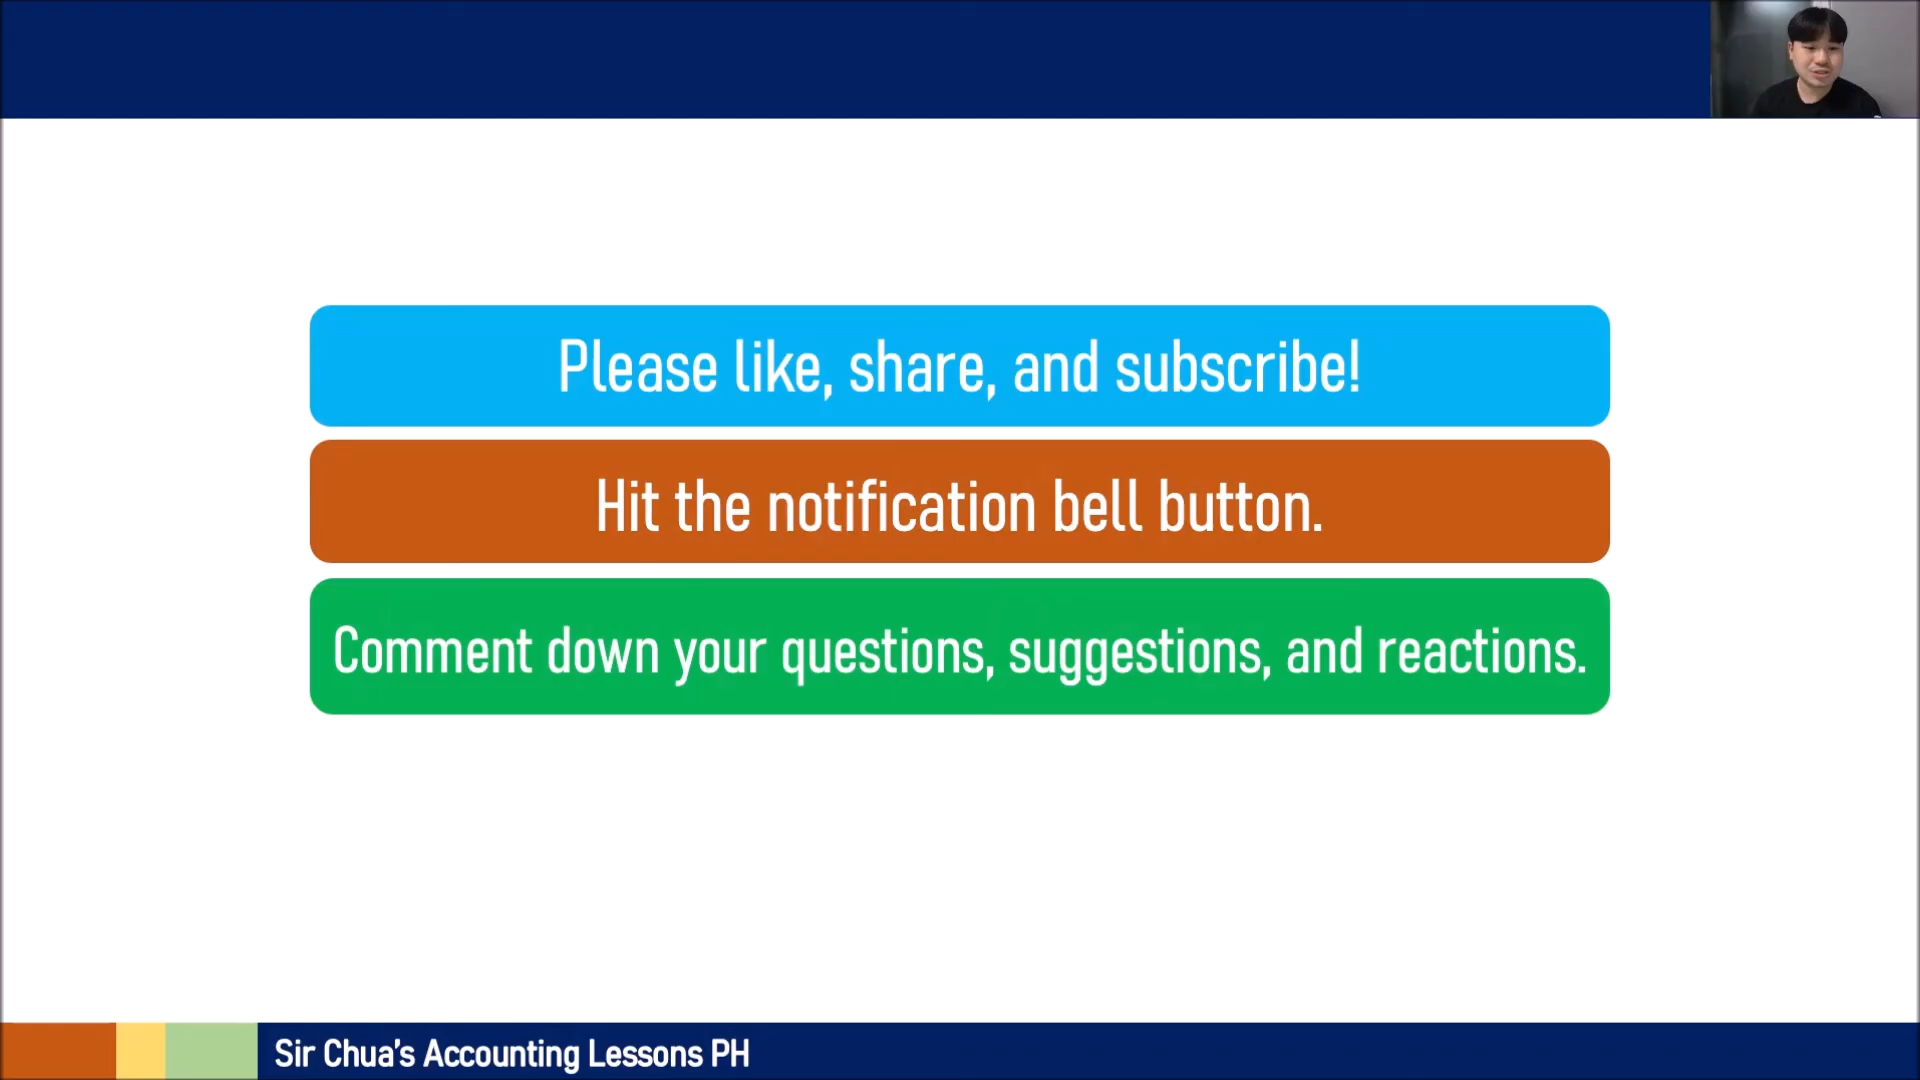 Please like, share, and subscribe!
Hit the notification bell button.
Comment down your questions, suggestions, and reactions.
Sir Chua's Accounting Lessons PH